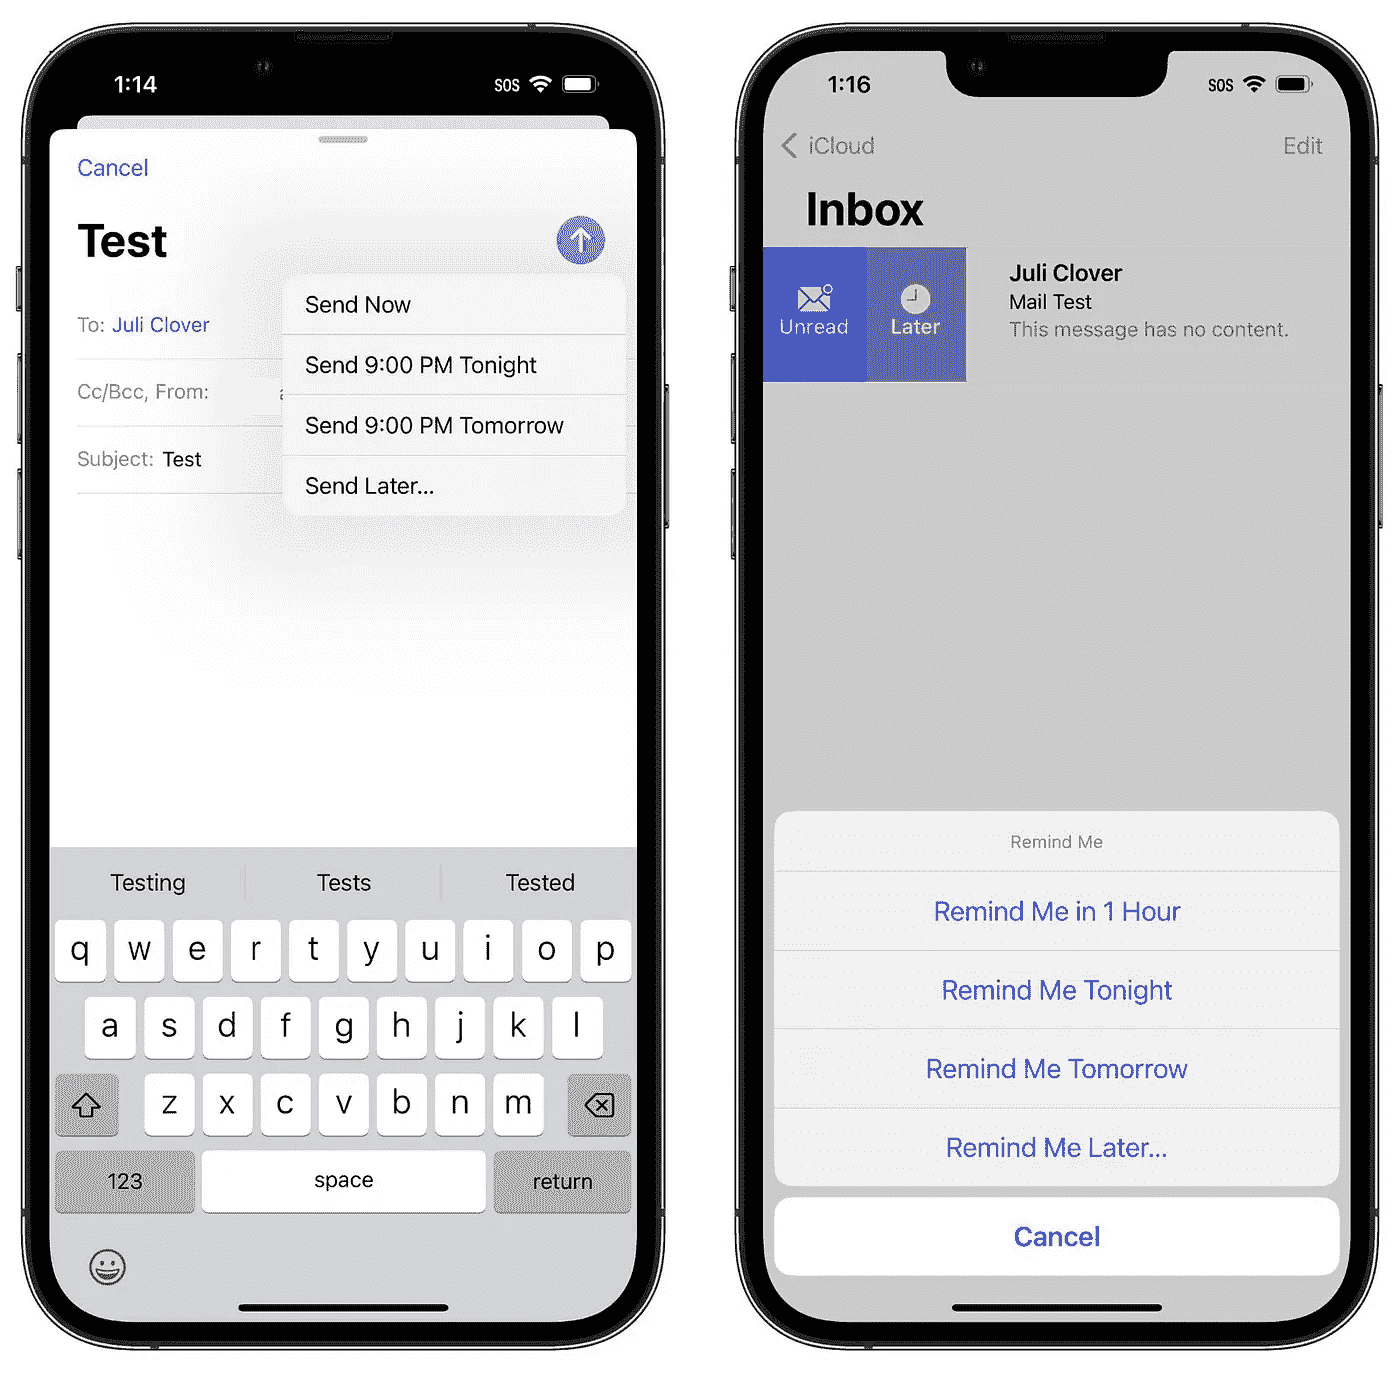 1:14
SOS
Cancel
Test
Send Now
To: Juli Clover
Send 9:00 PM Tonight
Cc/Bcc, From:
Send 9:00 PM Tomorrow
Subject: Test
Send Later...
Testing Tests Tested
q w e r t y u i o p
a s d f g h j k l
z x c v b n m
123 space return
1:16
SOS
iCloud
Edit
Inbox
Unread
Later
Juli Clover
Mail Test
This message has no content.
Remind Me
Remind Me in 1 Hour
Remind Me Tonight
Remind Me Tomorrow
Remind Me Later...
Cancel